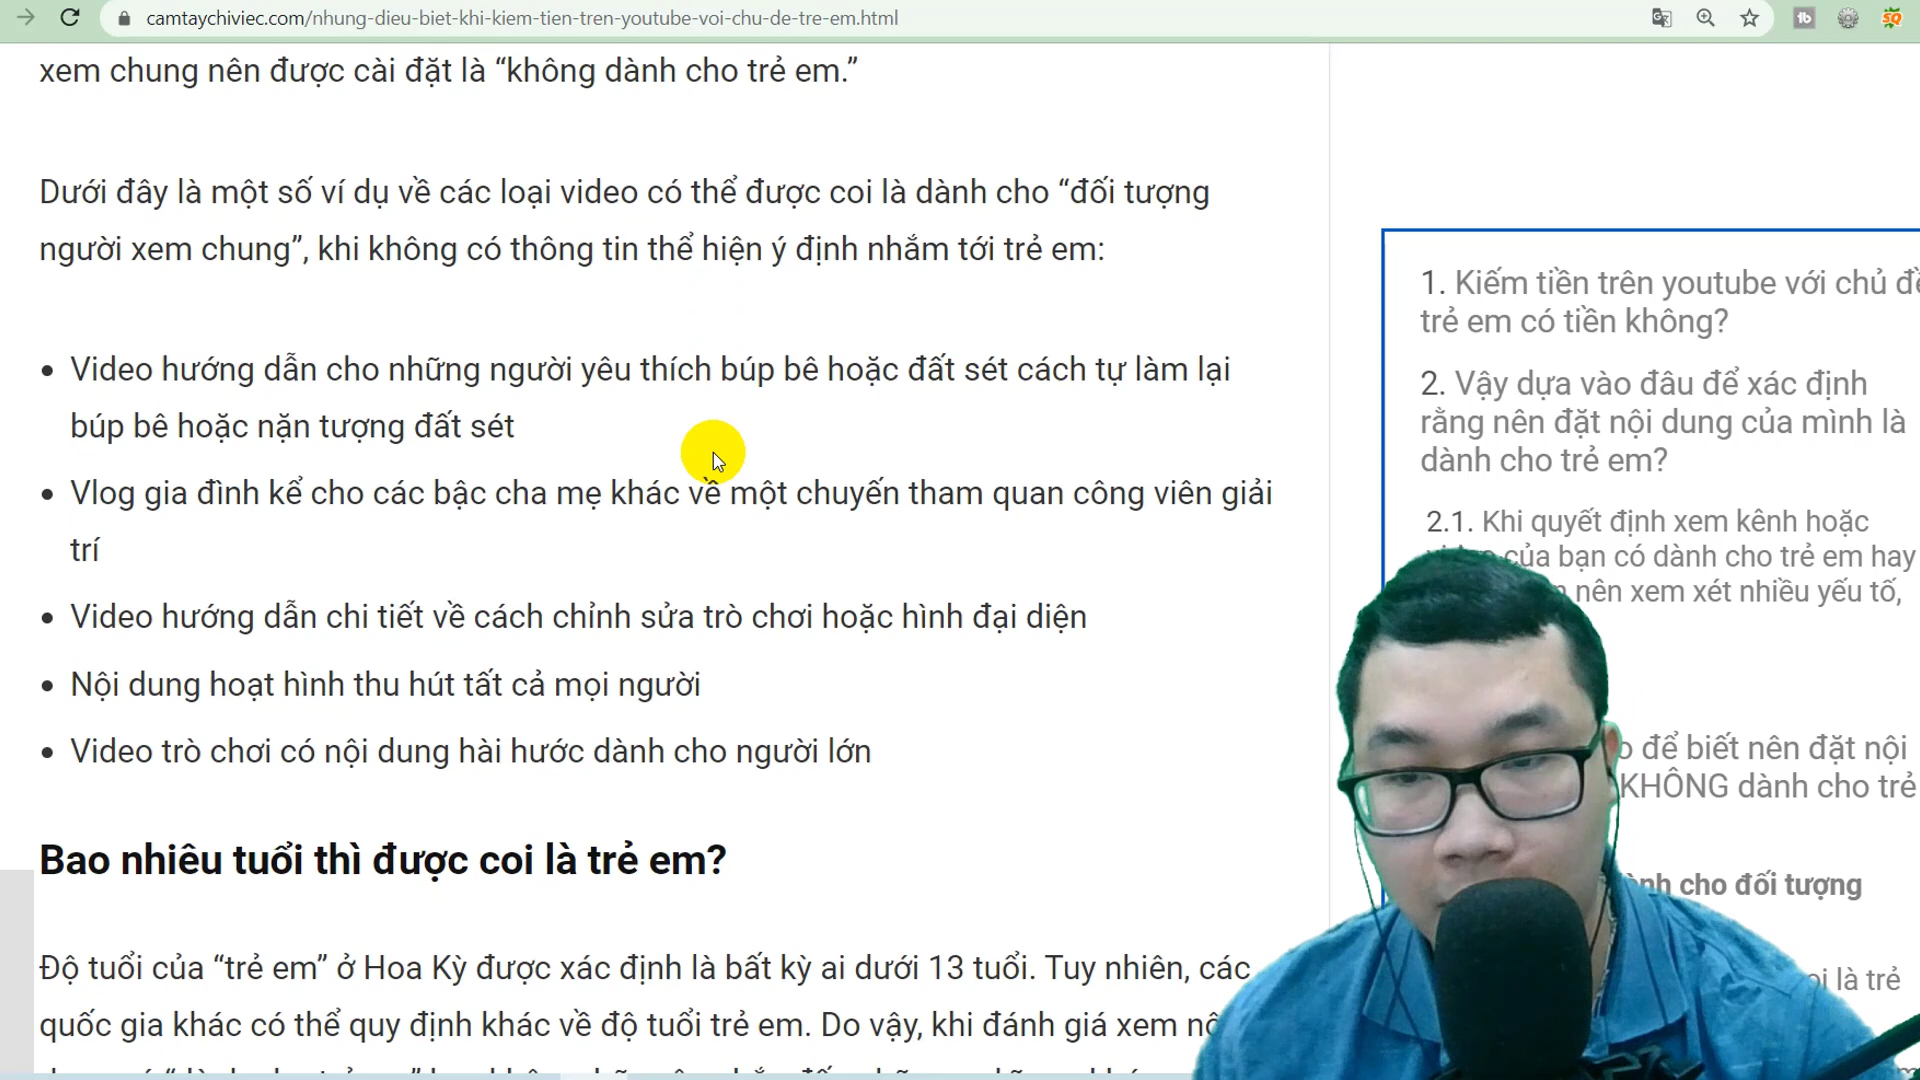 camtaychiviec.com/nhung-dieu-biet-khi-kiem-tien-tren-youtube-voi-chu-de-tre-em.html
xem chung nên được cài đặt là “không dành cho trẻ em.”
Dưới đây là một số ví dụ về các loại video có thể được coi là dành cho “đối tượng
người xem chung”, khi không có thông tin thể hiện ý định nhắm tới trẻ em:
• Video hướng dẫn cho những người yêu thích búp bê hoặc đất sét cách tự làm lại
búp bê hoặc nặn tượng đất sét
• Vlog gia đình kể cho các bậc cha mẹ khác về một chuyến tham quan công viên giải
trí
• Video hướng dẫn chi tiết về cách chỉnh sửa trò chơi hoặc hình đại diện
• Nội dung hoạt hình thu hút tất cả mọi người
• Video trò chơi có nội dung hài hước dành cho người lớn
Bao nhiêu tuổi thì được coi là trẻ em?
Độ tuổi của “trẻ em” ở Hoa Kỳ được xác định là bất kỳ ai dưới 13 tuổi. Tuy nhiên, các
quốc gia khác có thể quy định khác về độ tuổi trẻ em. Do vậy, khi đánh giá xem
1. Kiếm tiền trên youtube với chủ đề
trẻ em có tiền không?
2. Vậy dựa vào đâu để xác định
rằng nên đặt nội dung của mình là
dành cho trẻ em?
2.1. Khi quyết định xem kênh hoặc
của bạn có dành cho trẻ em hay
nên xem xét nhiều yếu tố,
để biết nên đặt nội
KHÔNG dành cho trẻ
cho đối tượng
là trẻ